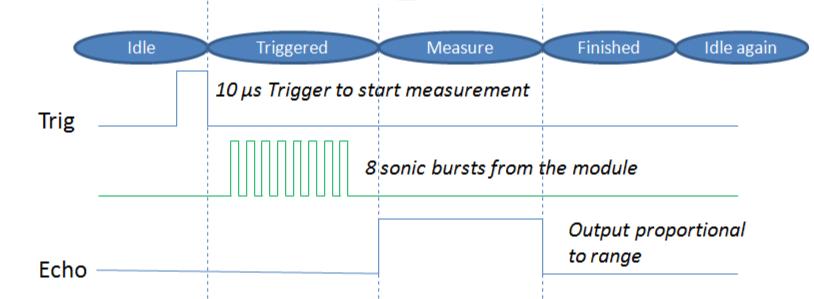 Idle
Triggered
Measure
Finished
Idle again
10 µs Trigger to start measurement
Trig
8 sonic bursts from the module
Output proportional
to range
Echo